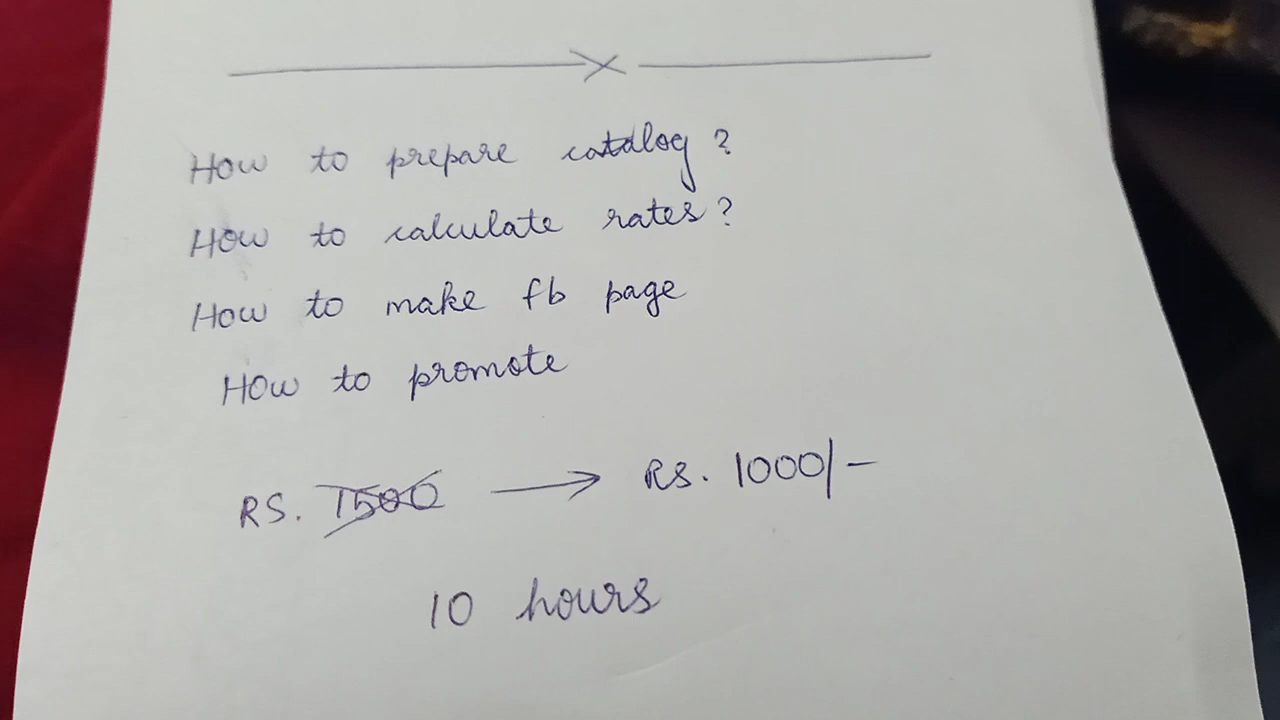 How to prepare catalog ?
How to calculate rates ?
How to make fb page
How to promote
RS. 1500 → RS. 1000/-
10 hours